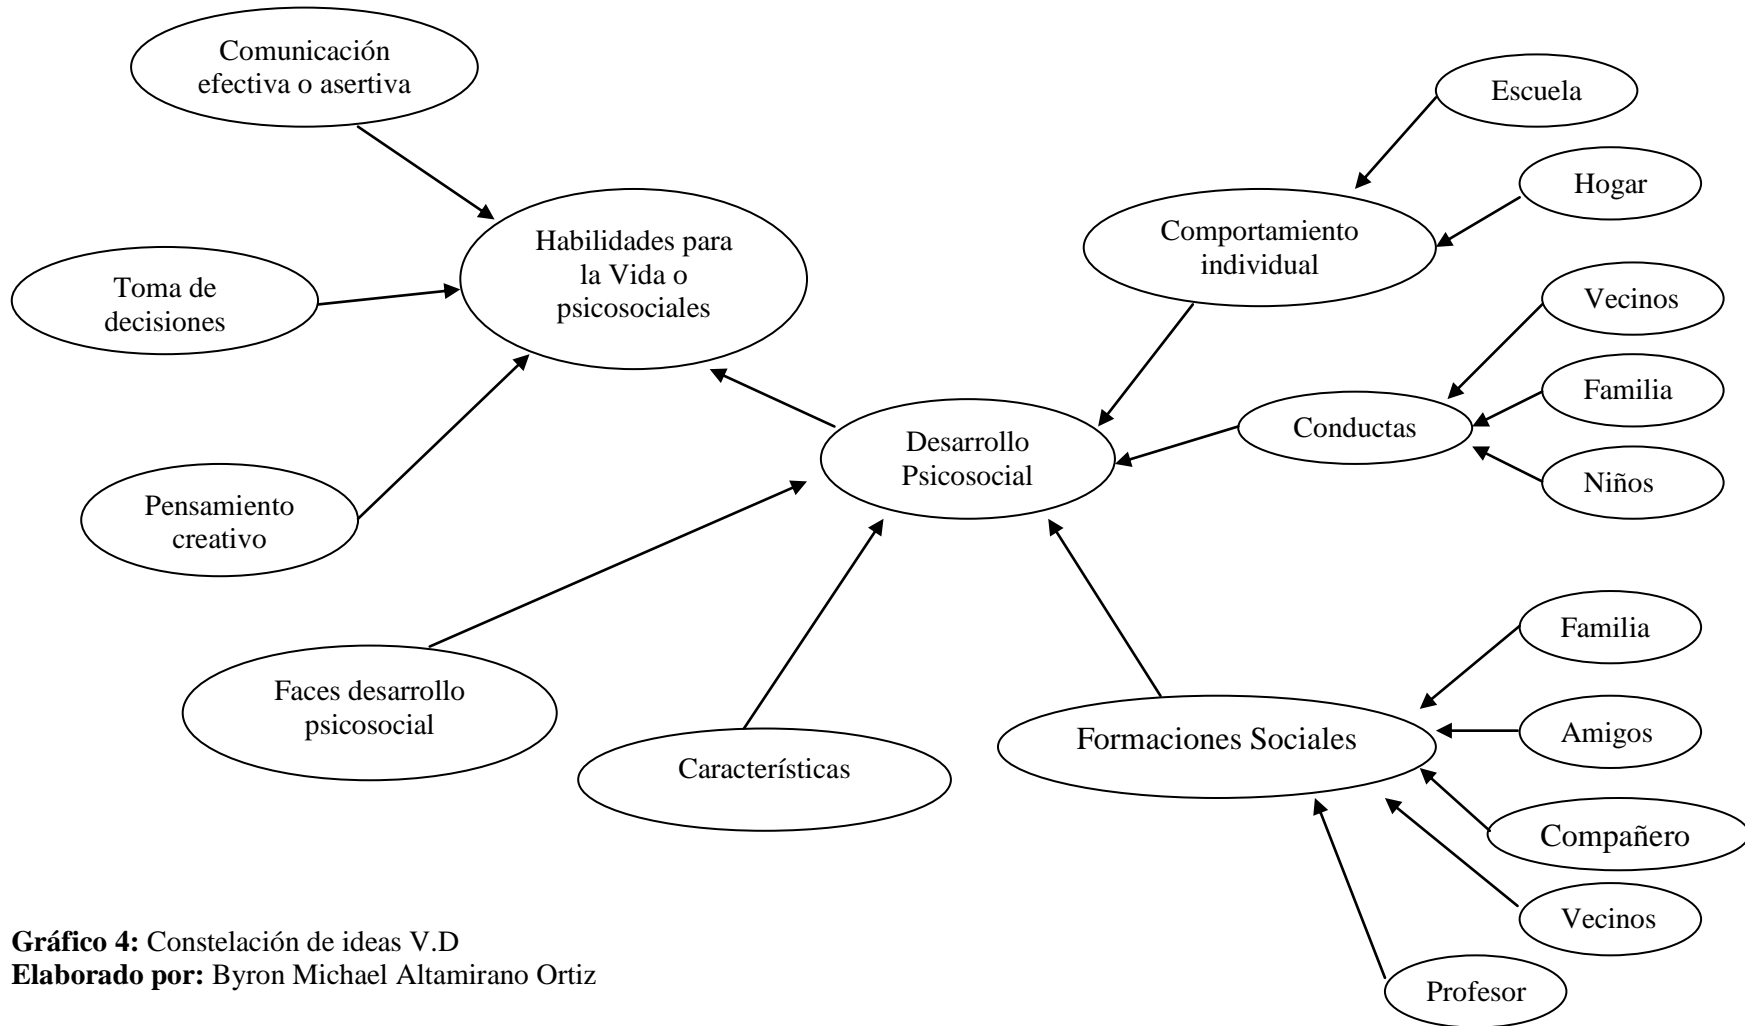 Comunicación
efectiva o asertiva
Escuela
Hogar
Habilidades para
la Vida o
psicosociales
Comportamiento
individual
Toma de
decisiones
Vecinos
Familia
Conductas
Niños
Desarrollo
Psicosocial
Pensamiento
creativo
Familia
Faces desarrollo
psicosocial
Características
Formaciones Sociales
Amigos
Compañero
Vecinos
Profesor
Gráfico 4: Constelación de ideas V.D
Elaborado por: Byron Michael Altamirano Ortiz